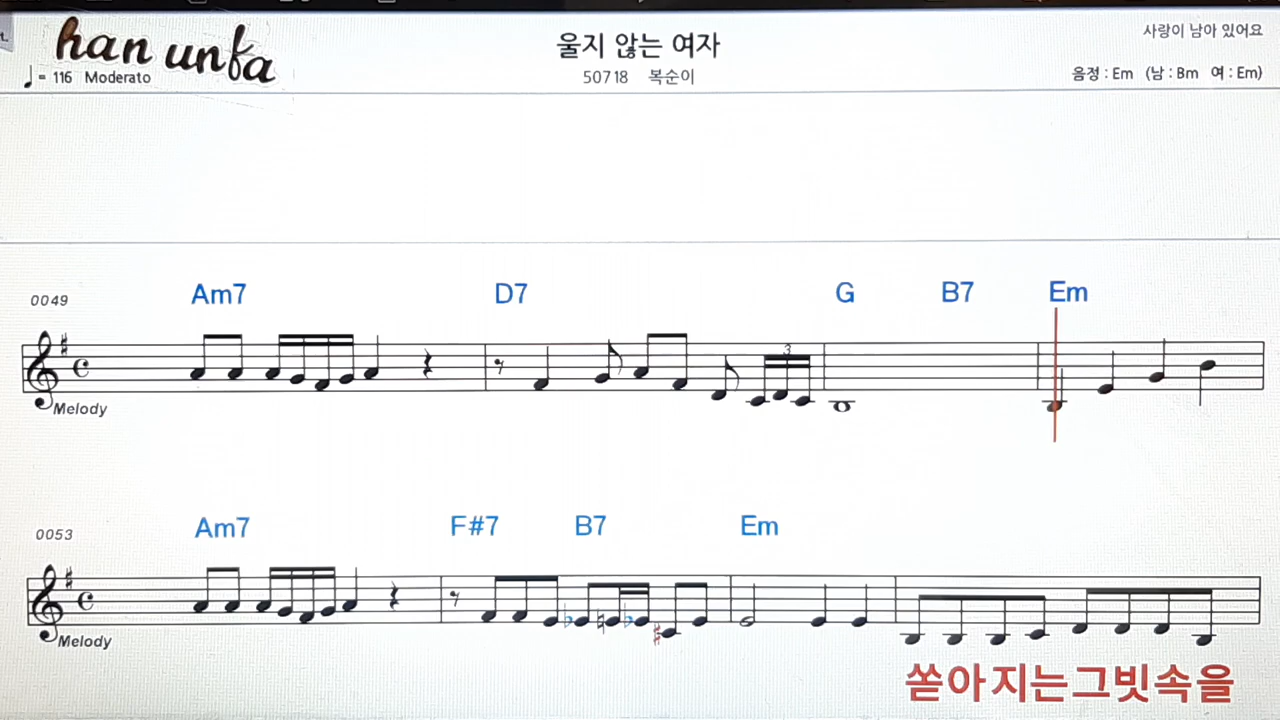 han unfa
♩= 116 Moderato
울지 않는 여자
50718 복순이
사랑이 남아 있어요
음정 : Em (남 : Bm 여 : Em)
0049
Am7 D7 G B7 Em
3
Melody
0053
Am7 F#7 B7 Em
Melody
쏟아지는그빗속을